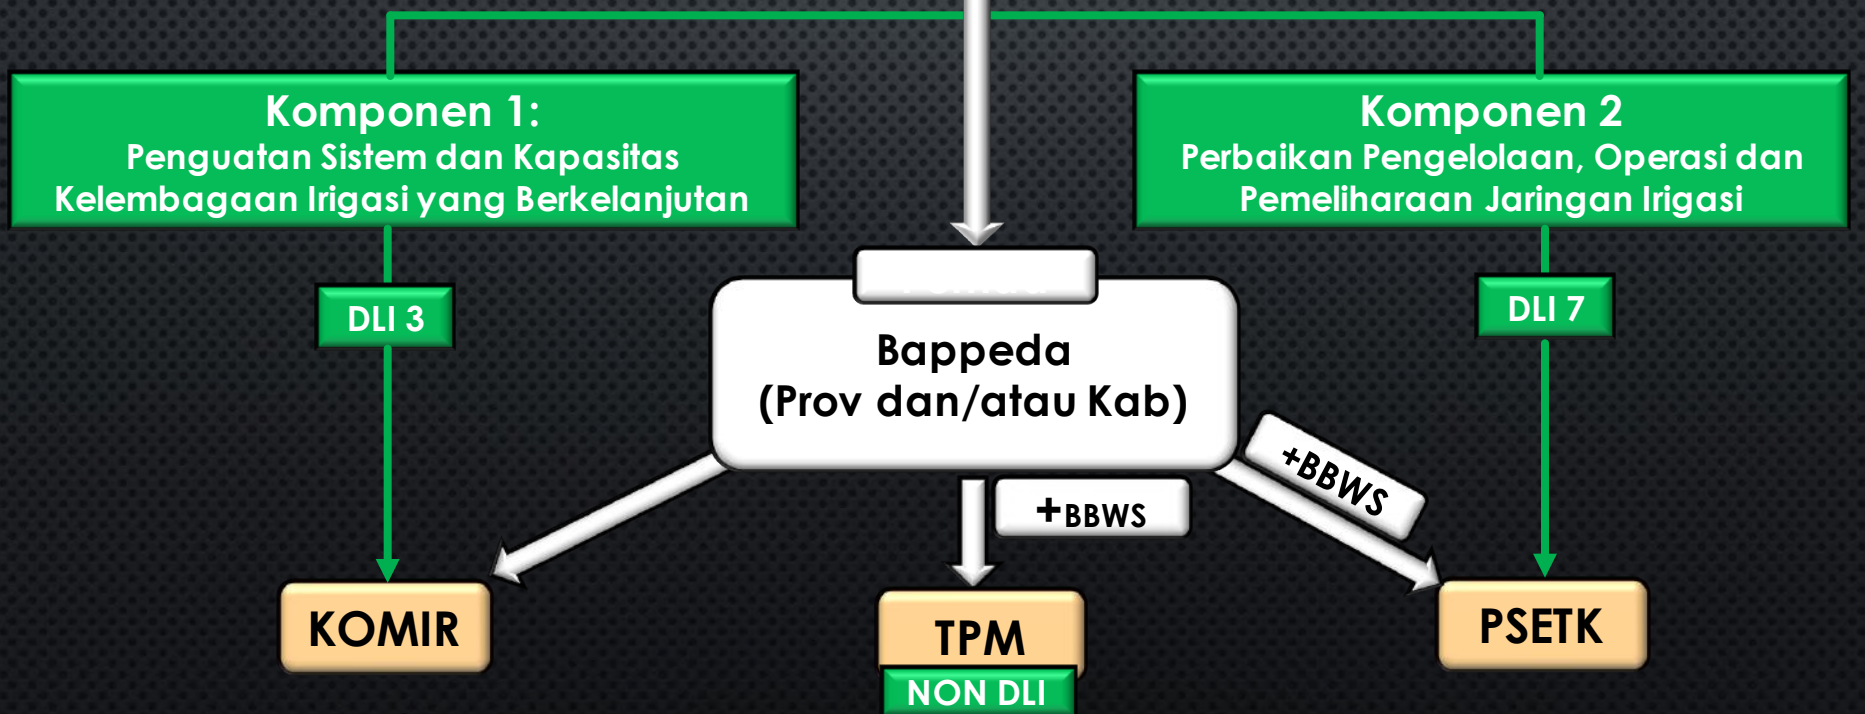 Komponen 1:
Penguatan Sistem dan Kapasitas
Kelembagaan Irigasi yang Berkelanjutan
Komponen 2
Perbaikan Pengelolaan, Operasi dan
Pemeliharaan Jaringan Irigasi
DLI 3
DLI 7
Bappeda
(Prov dan/atau Kab)
+BBWS
+BBWS
KOMIR
TPM
NON DLI
PSETK